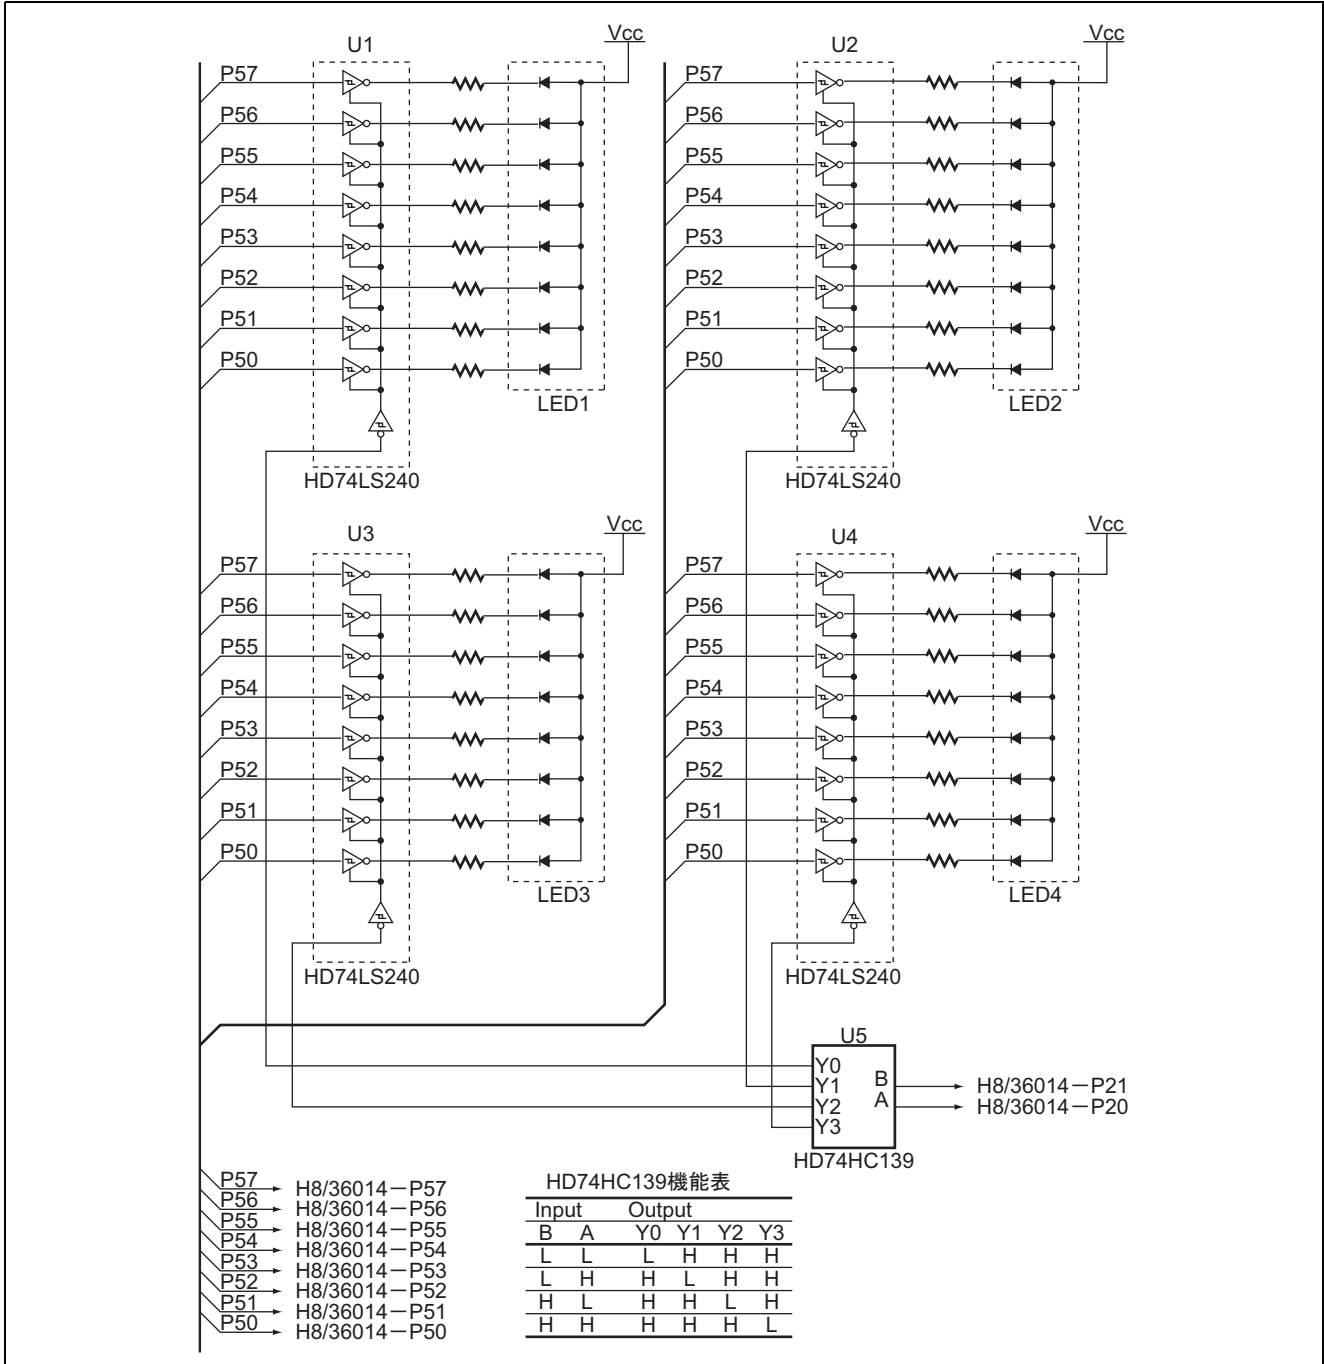 U1
Vcc
U2
Vcc
P57
P57
P56
P56
P55
P55
P54
P54
P53
P53
P52
P52
P51
P51
P50
P50
LED1
LED2
HD74LS240
HD74LS240
U3
Vcc
U4
Vcc
P57
P57
P56
P56
P55
P55
P54
P54
P53
P53
P52
P52
P51
P51
P50
P50
LED3
LED4
HD74LS240
HD74LS240
U5
Y0
Y1 B H8/36014－P21
Y2 A H8/36014－P20
Y3
HD74HC139
P57 H8/36014－P57
P56 H8/36014－P56
P55 H8/36014－P55
P54 H8/36014－P54
P53 H8/36014－P53
P52 H8/36014－P52
P51 H8/36014－P51
P50 H8/36014－P50
HD74HC139機能表
Input Output
B A Y0 Y1 Y2 Y3
L L L H H H
L H H L H H
H L H H L H
H H H H H L